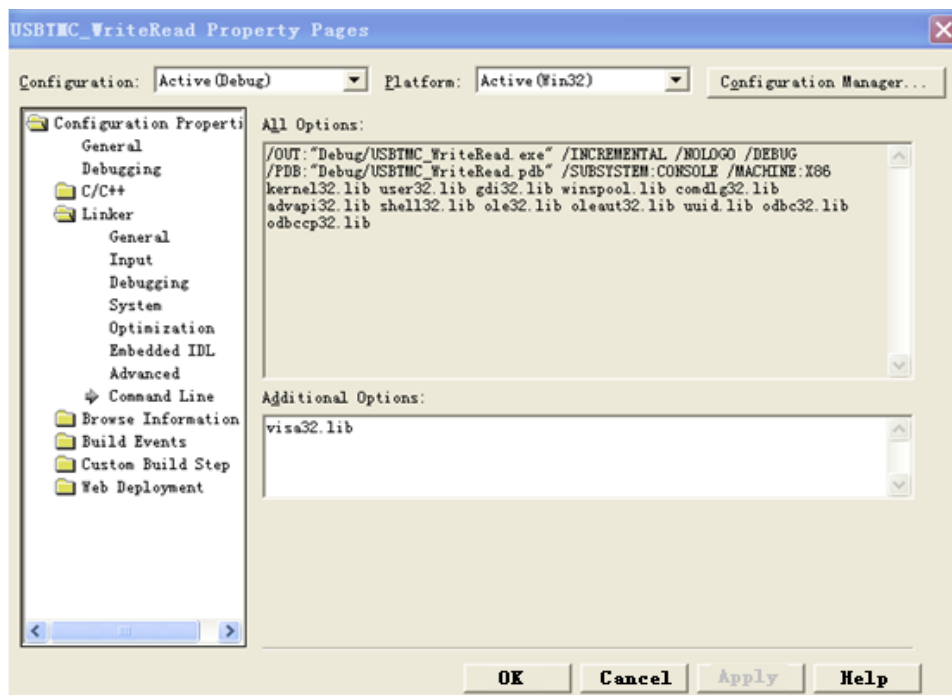 USBTMC_WriteRead Property Pages
Configuration: Active(Debug) Platform: Active(Win32) Configuration Manager...
Configuration Properti
General
Debugging
C/C++
Linker
General
Input
Debugging
System
Optimization
Embedded IDL
Advanced
Command Line
Browse Information
Build Events
Custom Build Step
Web Deployment
All Options:
/OUT:"Debug/USBTMC_WriteRead.exe" /INCREMENTAL /NOLOGO /DEBUG
/PDB:"Debug/USBTMC_WriteRead.pdb" /SUBSYSTEM:CONSOLE /MACHINE:X86
kernel32.lib user32.lib gdi32.lib winspool.lib comdlg32.lib
advapi32.lib shell32.lib ole32.lib oleaut32.lib uuid.lib odbc32.lib
odbccp32.lib
Additional Options:
visa32.lib
OK Cancel Apply Help